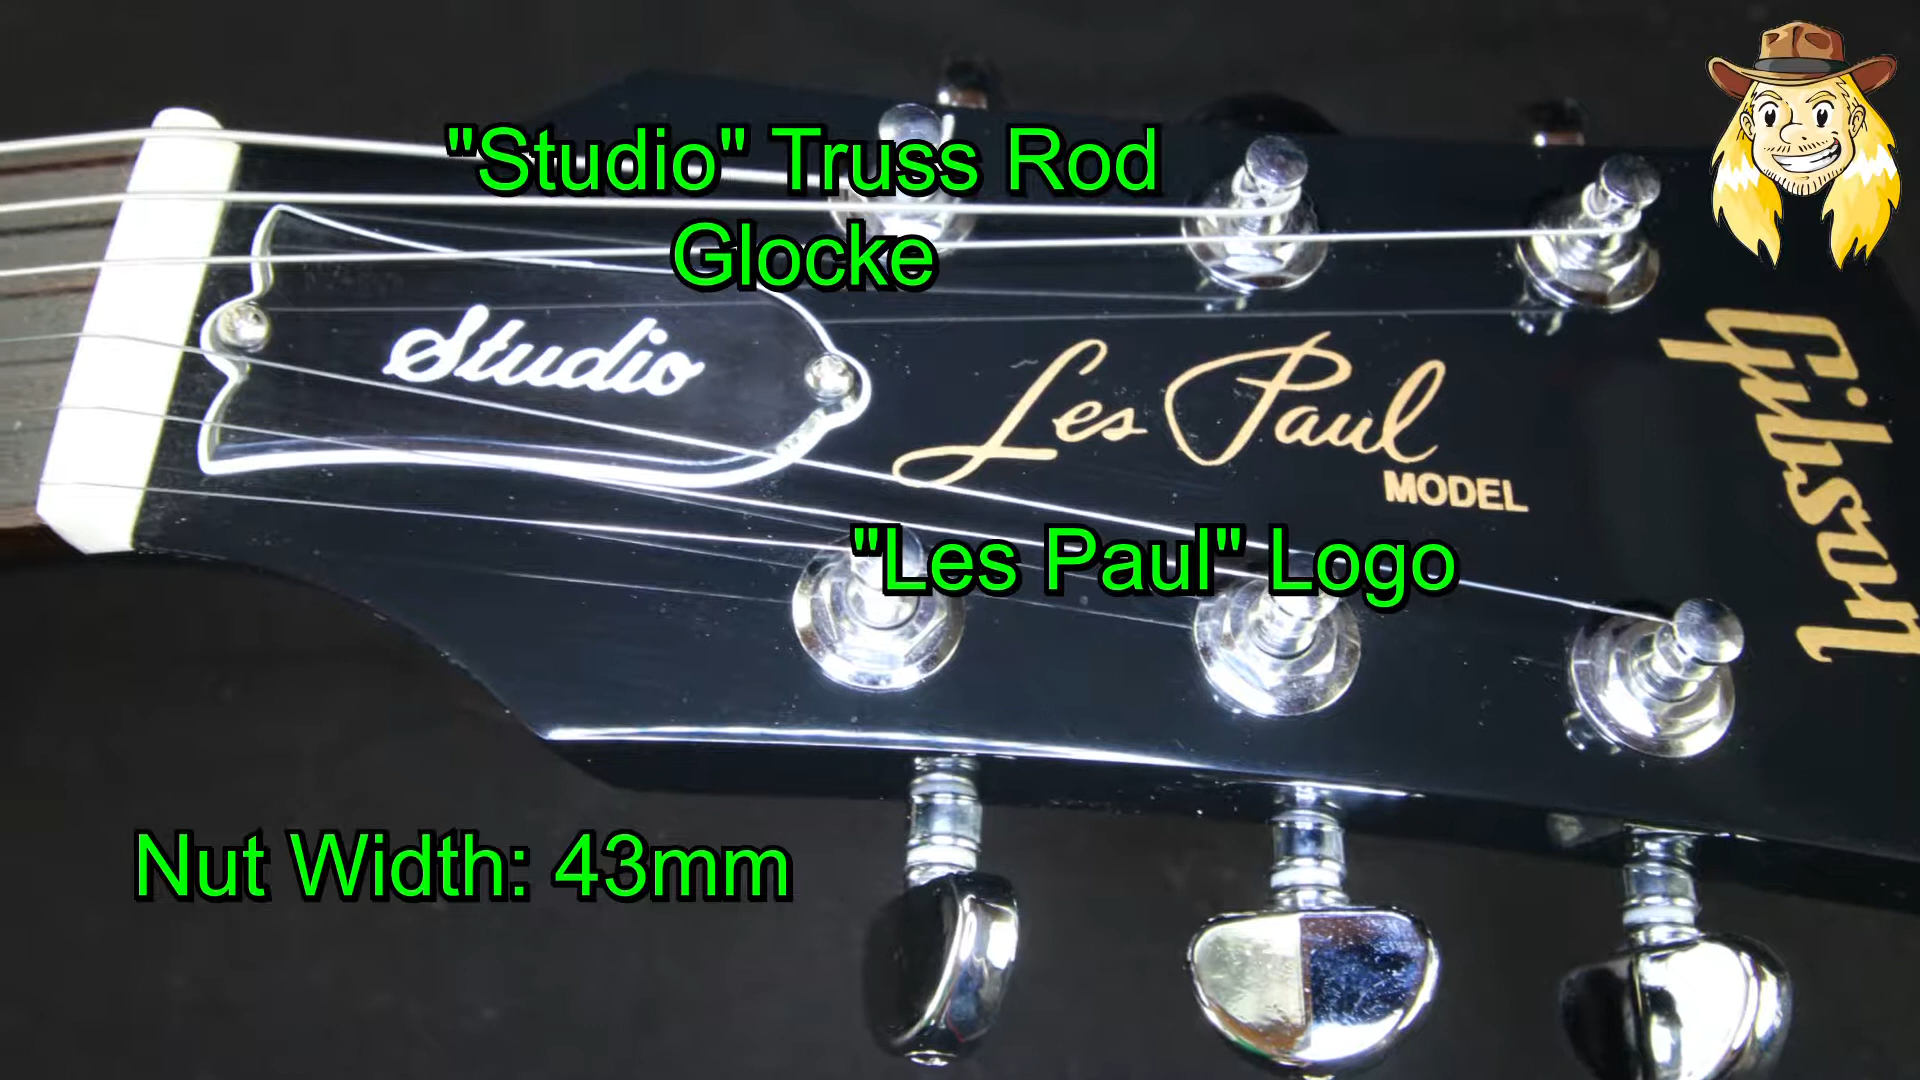 "Studio" Truss Rod
Glocke
Studio
Les Paul
MODEL
Gibson
"Les Paul" Logo
Nut Width: 43mm